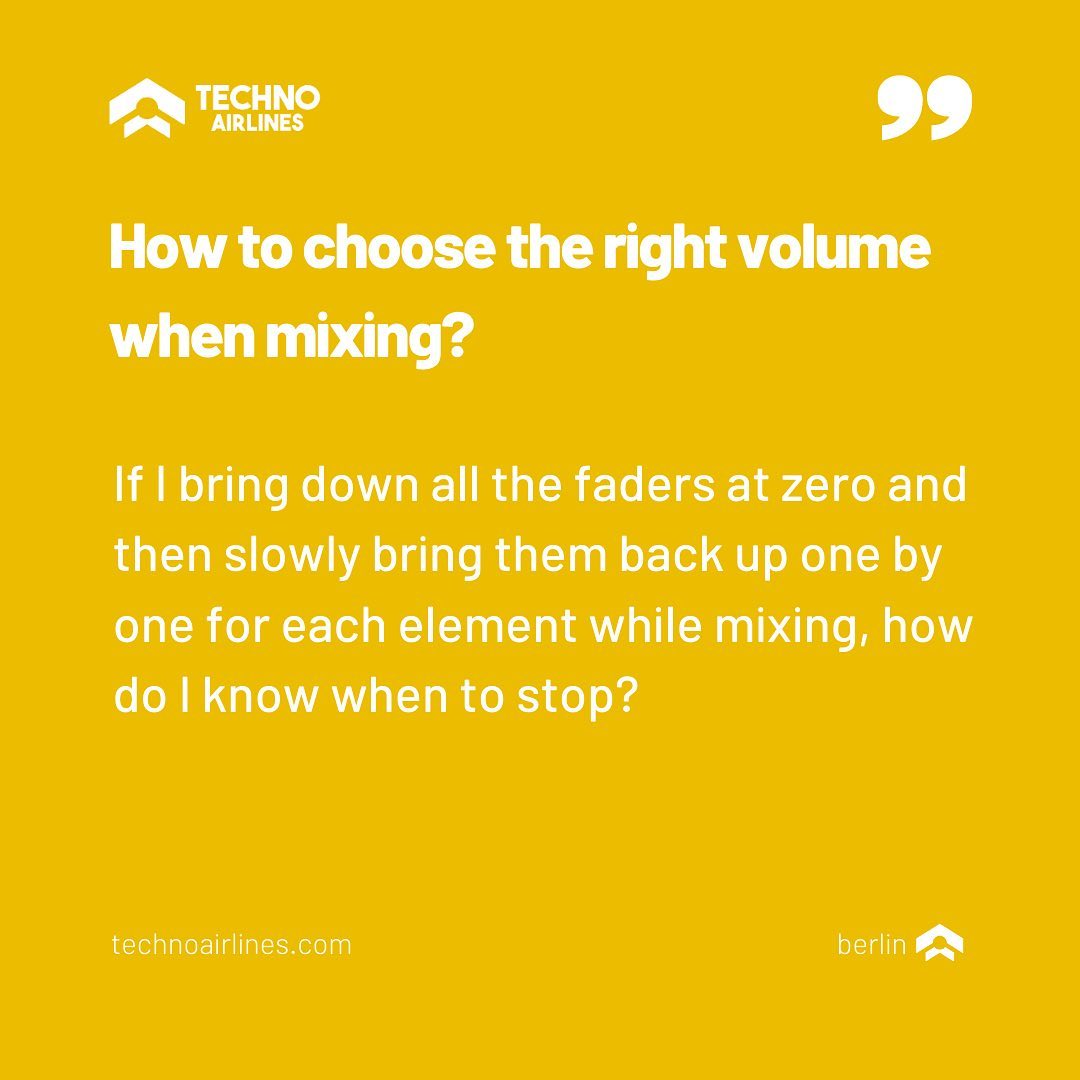 TECHNO
AIRLINES
How to choose the right volume
when mixing?
If I bring down all the faders at zero and
then slowly bring them back up one by
one for each element while mixing, how
do I know when to stop?
technoairlines.com
berlin